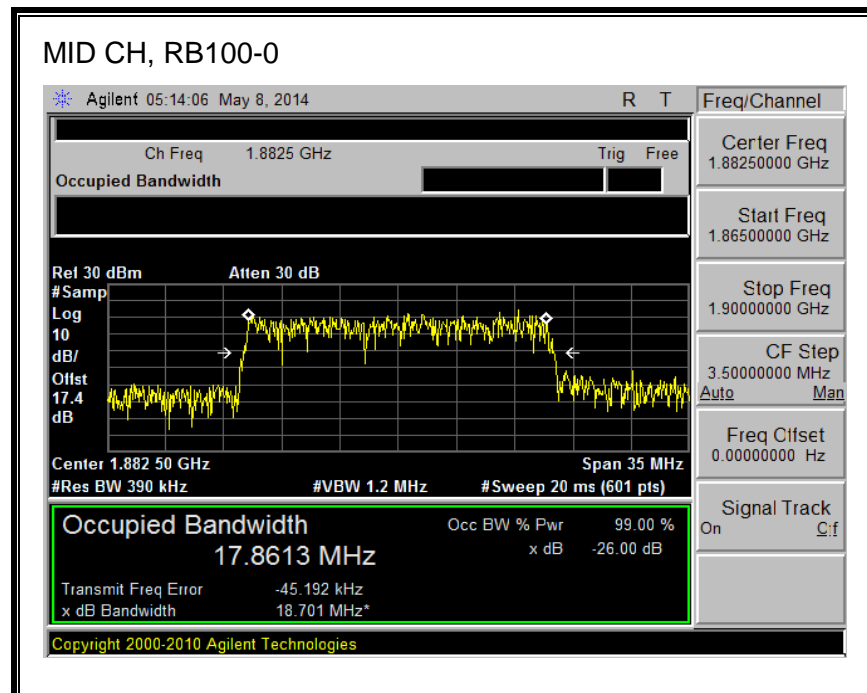 MID CH, RB100-0
Agilent 05:14:06 May 8, 2014 R T
Freq/Channel
Ch Freq 1.8825 GHz Trig Free
Occupied Bandwidth
Center Freq
1.88250000 GHz
Start Freq
1.86500000 GHz
Stop Freq
1.90000000 GHz
CF Step
3.50000000 MHz
Auto Man
Freq Offset
0.00000000 Hz
Signal Track
On Off
Ref 30 dBm Atten 30 dB
#Samp
Log
10
dB/
Offst
17.4
dB
Center 1.882 50 GHz Span 35 MHz
#Res BW 390 kHz #VBW 1.2 MHz #Sweep 20 ms (601 pts)
Occupied Bandwidth
17.8613 MHz
Occ BW % Pwr 99.00 %
x dB -26.00 dB
Transmit Freq Error -45.192 kHz
x dB Bandwidth 18.701 MHz*
Copyright 2000-2010 Agilent Technologies